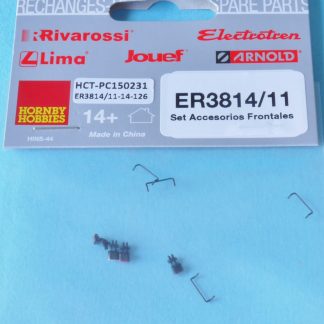 RECHANGES
SPARE PARTS
Rivarossi
Electrotren
Lima
Jouef
ARNOLD
HCT-PC150231
ER3814/11-14-126
ER3814/11
Set Accesorios Frontales
HORNBY
HOBBIES
14+
Made in China
HINB-44